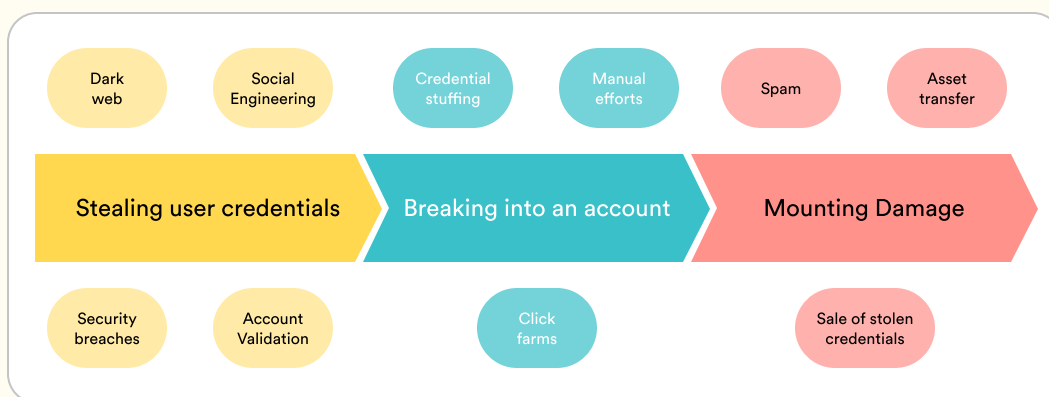 Dark
web
Social
Engineering
Credential
stuffing
Manual
efforts
Spam
Asset
transfer
Stealing user credentials
Breaking into an account
Mounting Damage
Security
breaches
Account
Validation
Click
farms
Sale of stolen
credentials